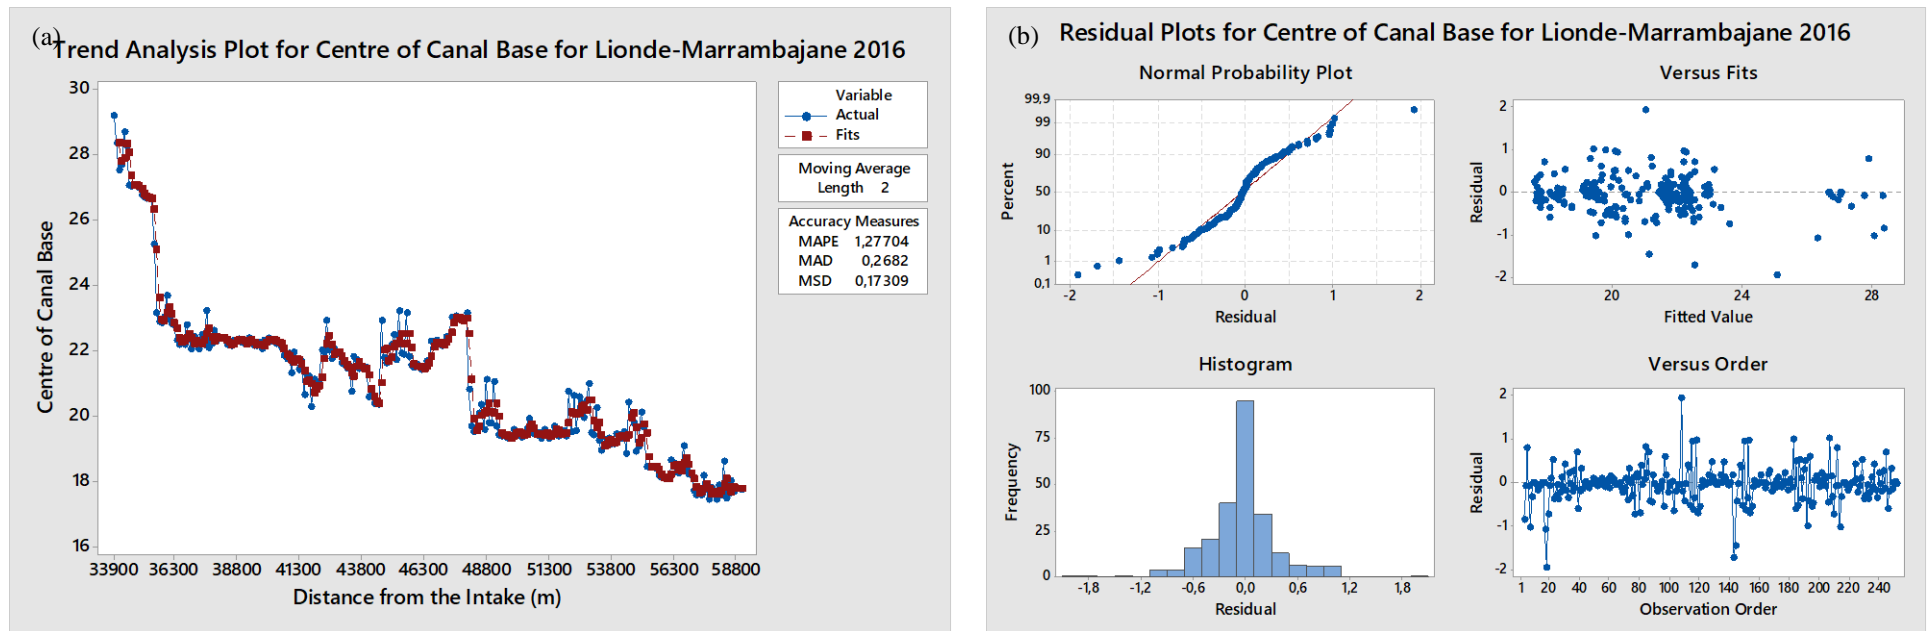 (a)
Trend Analysis Plot for Centre of Canal Base for Lionde-Marrambajane 2016
30
28
26
24
22
20
18
16
Centre of Canal Base
33900 36300 38800 41300 43800 46300 48800 51300 53800 56300 58800
Distance from the Intake (m)
Variable
Actual
Fits
Moving Average
Length 2
Accuracy Measures
MAPE 1,27704
MAD 0,2682
MSD 0,17309
(b)
Residual Plots for Centre of Canal Base for Lionde-Marrambajane 2016
Normal Probability Plot
99,9
99
90
50
10
1
0,1
Percent
-2 -1 0 1 2
Residual
Versus Fits
2
1
0
-1
-2
Residual
20 24 28
Fitted Value
Histogram
100
75
50
25
0
Frequency
-1,8 -1,2 -0,6 0,0 0,6 1,2 1,8
Residual
Versus Order
2
1
0
-1
-2
Residual
1 20 40 60 80 100 120 140 160 180 200 220 240
Observation Order